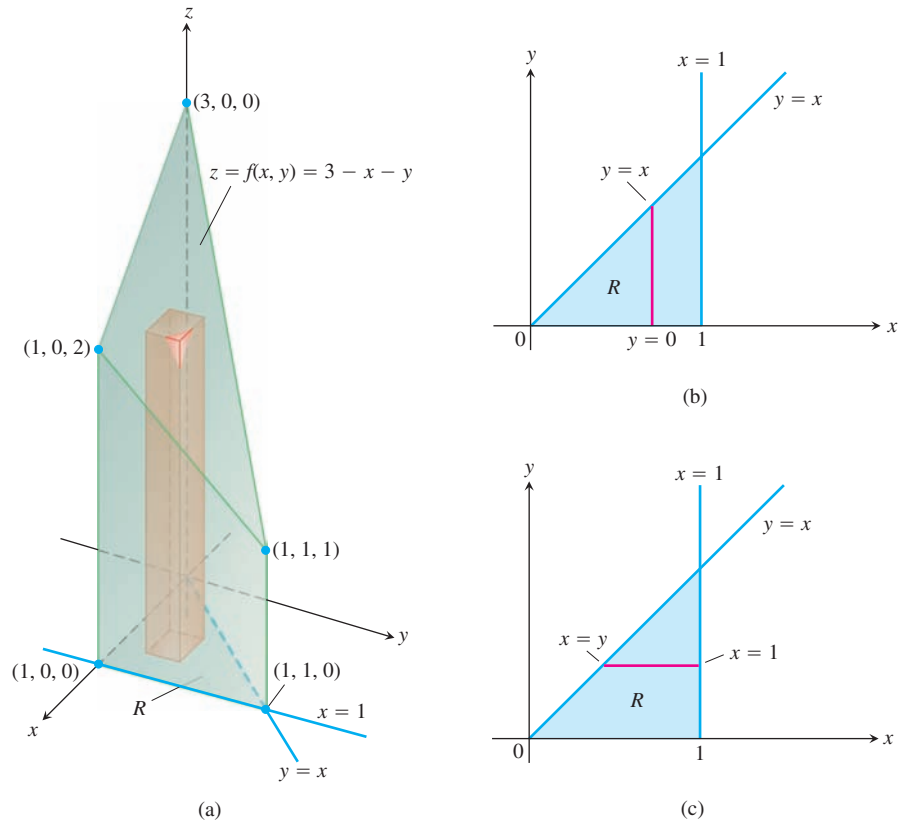 z
(3, 0, 0)
z = f(x, y) = 3 − x − y
(1, 0, 2)
(1, 1, 1)
y
(1, 0, 0)
(1, 1, 0)
R
x = 1
x
y = x
(a)
y
x = 1
y = x
y = x
R
0
y = 0
1
x
(b)
y
x = 1
y = x
x = y
x = 1
R
0
1
x
(c)